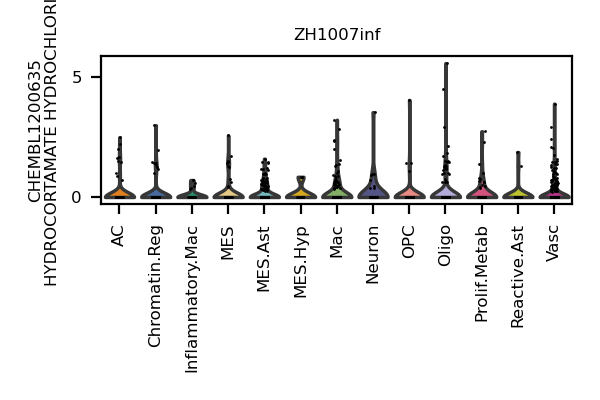 ZH1007inf
CHEMBL1200635
HYDROCORTAMATE HYDROCHLORI
5
0
AC
Chromatin.Reg
Inflammatory.Mac
MES
MES.Ast
MES.Hyp
Mac
Neuron
OPC
Oligo
Prolif.Metab
Reactive.Ast
Vasc